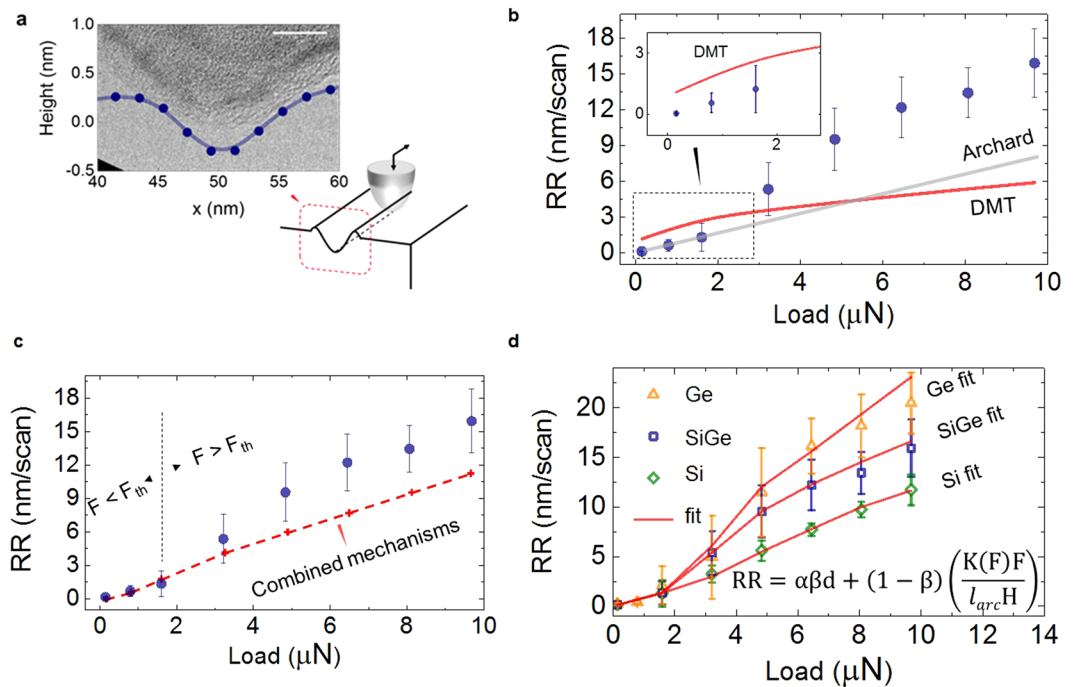 a
Height (nm)
1.0
0.5
0.0
-0.5
40 45 50 55 60
x (nm)
b
RR (nm/scan)
18
15
12
9
6
3
0
0 2 4 6 8 10
Load (μN)
DMT
3
0
0 2
Archard
DMT
c
RR (nm/scan)
18
15
12
9
6
3
0
0 2 4 6 8 10
Load (μN)
F < Fth
F > Fth
Combined mechanisms
d
RR (nm/scan)
20
15
10
5
0
0 2 4 6 8 10 12 14
Load (μN)
Ge
SiGe
Si
fit
Ge fit
SiGe fit
Si fit
RR = αβd + (1 − β) (K(F)F / l_arc H)